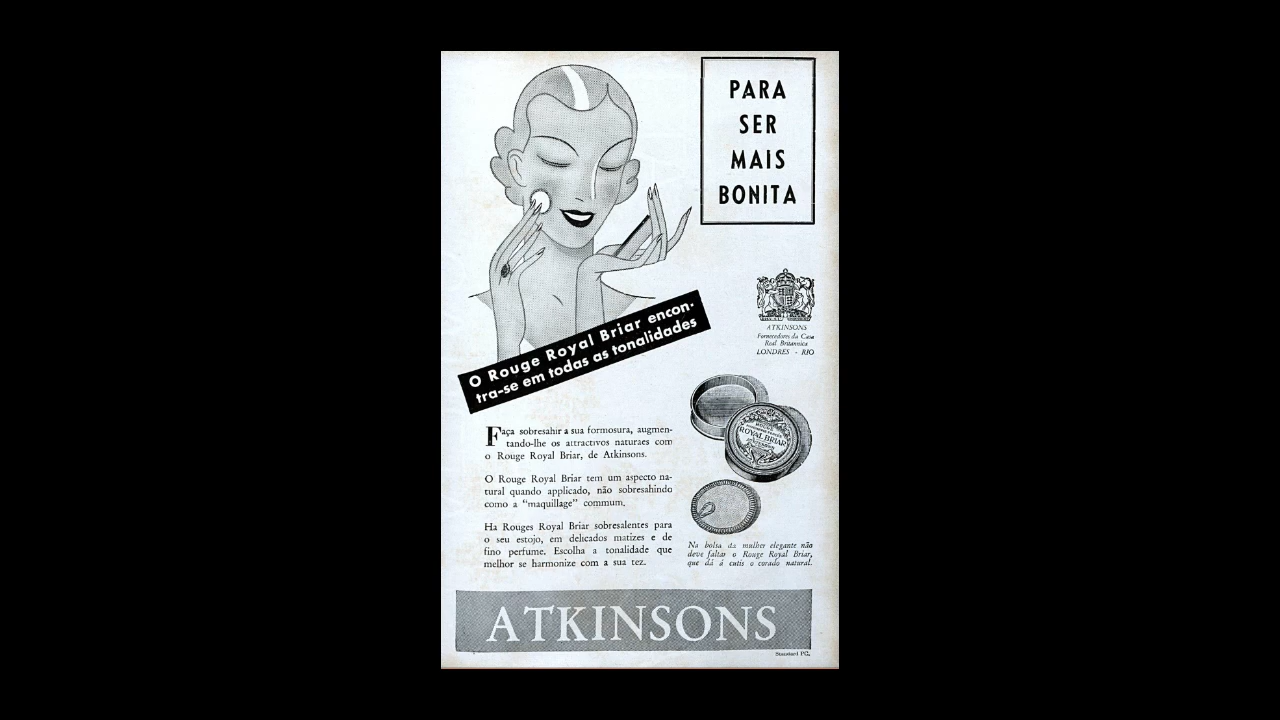 PARA
SER
MAIS
BONITA
ATKINSONS
Fornecedores da Casa
Real Britannica
LONDRES - RIO
O Rouge Royal Briar encon-
tra-se em todas as tonalidades
Faça sobresahir a sua formosura, augmen-
tando-lhe os attractivos naturaes com
o Rouge Royal Briar, de Atkinsons.
O Rouge Royal Briar tem um aspecto na-
tural quando applicado, não sobresahindo
como a "maquillage" commum.
Ha Rouges Royal Briar sobresalentes para
o seu estojo, em delicados matizes e de
fino perfume. Escolha a tonalidade que
melhor se harmonize com a sua tez.
ROYAL BRIAR
Na bolsa da mulher elegante não
deve faltar o Rouge Royal Briar,
que dá á cutis o corado natural.
ATKINSONS
Standard PC.